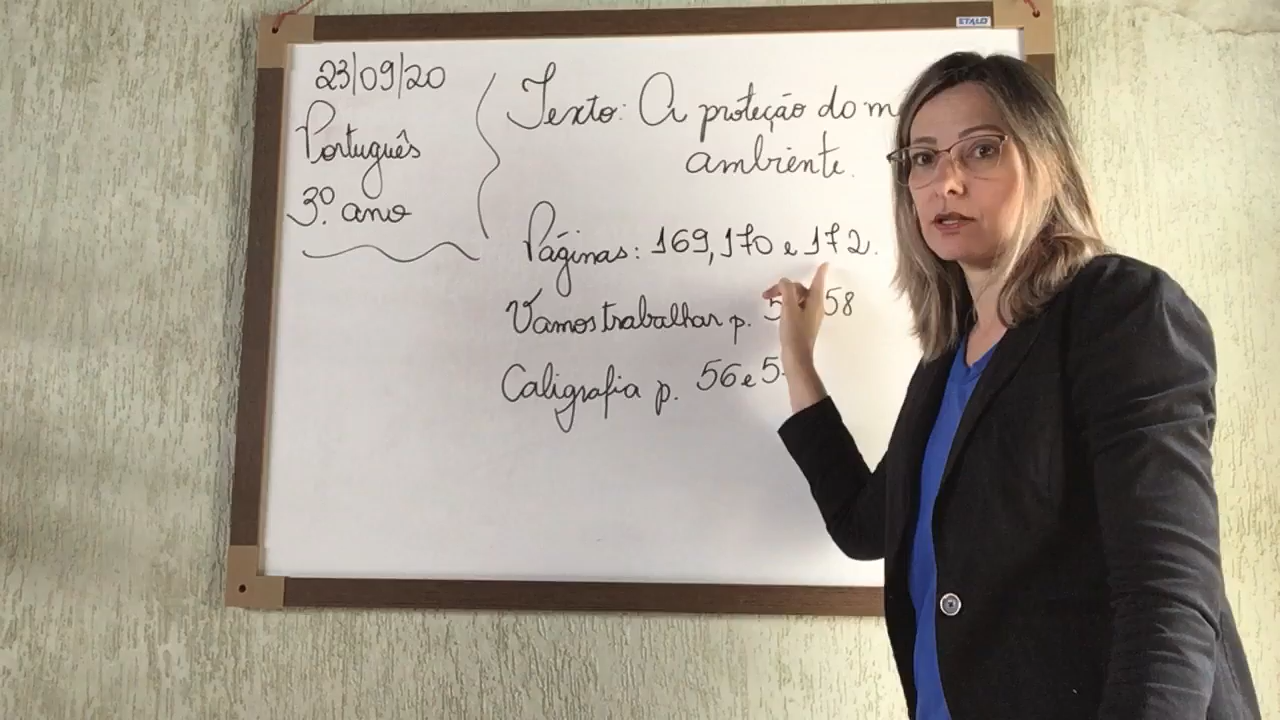 STALO
23/09/20
Português
3º. ano
Texto: A proteção do m
ambiente.
Páginas: 169, 170 e 172.
Vamos trabalhar p. 58
Caligrafia p. 56 e